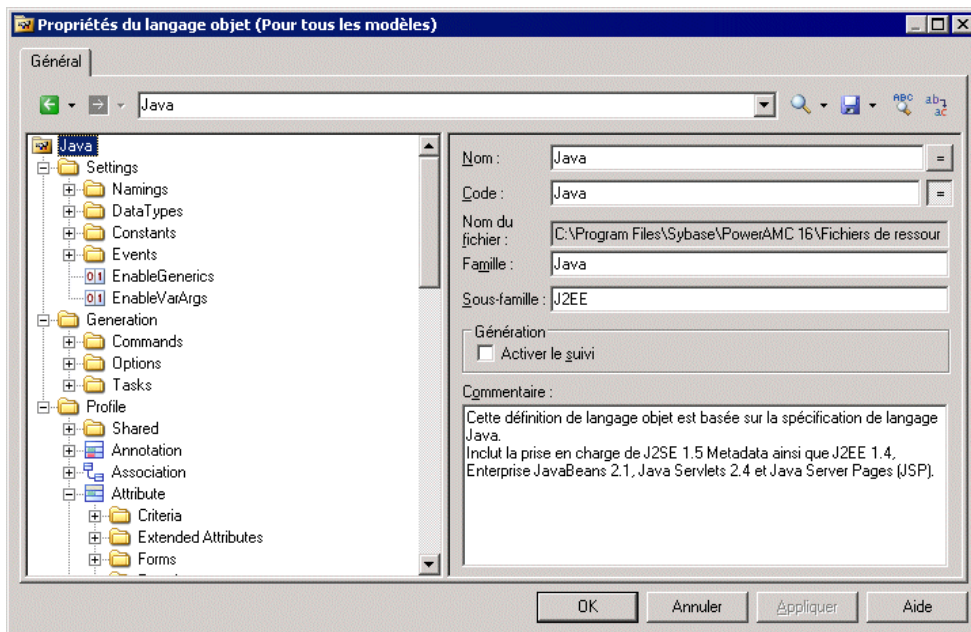 Propriétés du langage objet (Pour tous les modèles)
Général
Java
Java
Settings
Namings
DataTypes
Constants
Events
EnableGenerics
EnableVarArgs
Generation
Commands
Options
Tasks
Profile
Shared
Annotation
Association
Attribute
Criteria
Extended Attributes
Forms
Nom : Java =
Code : Java =
Nom du
fichier : C:\Program Files\Sybase\PowerAMC 16\Fichiers de ressour
Famille : Java
Sous-famille : J2EE
Génération
Activer le suivi
Commentaire :
Cette définition de langage objet est basée sur la spécification de langage
Java.
Inclut la prise en charge de J2SE 1.5 Metadata ainsi que J2EE 1.4,
Enterprise JavaBeans 2.1, Java Servlets 2.4 et Java Server Pages (JSP).
OK Annuler Appliquer Aide